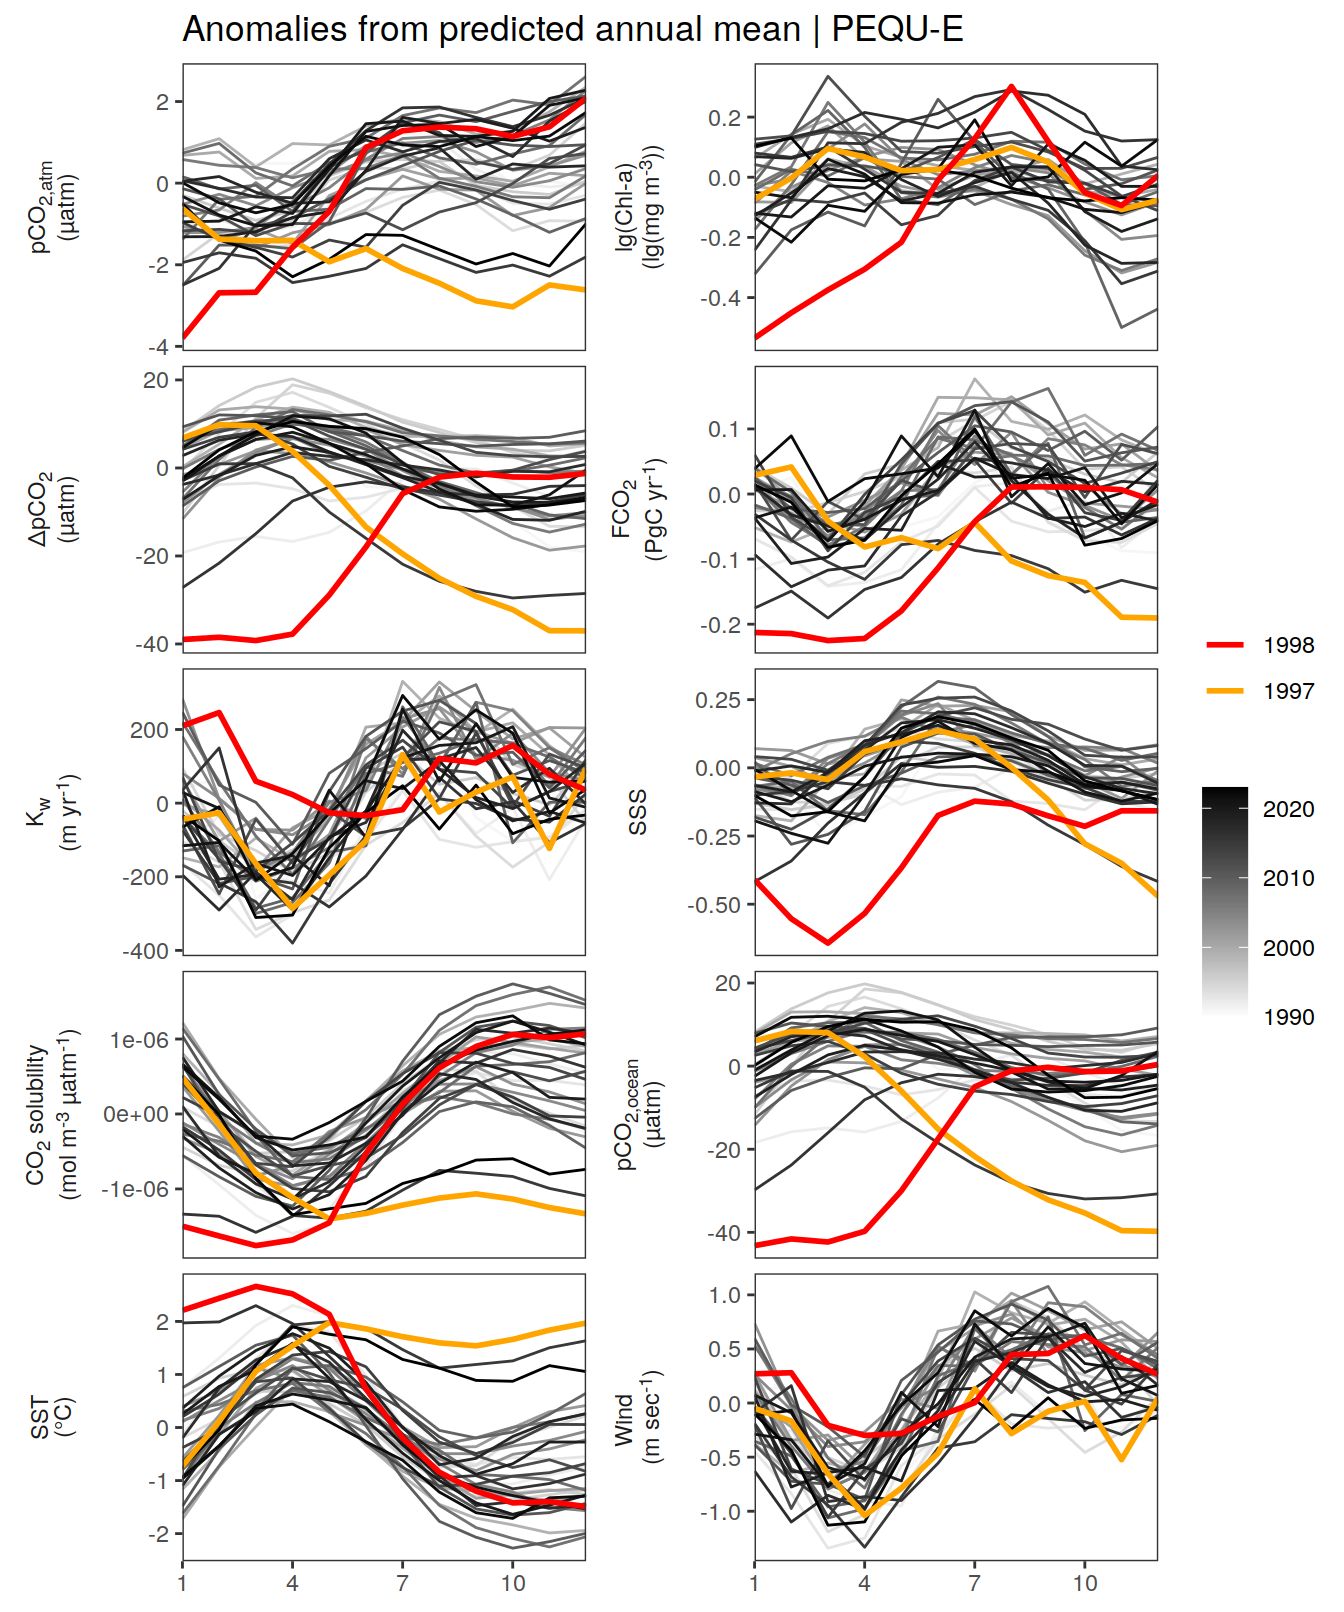 Anomalies from predicted annual mean | PEQU-E
pCO2,atm
(µatm)
2
0
-2
-4
lg(Chl-a)
(lg(mg m-3))
0.2
0.0
-0.2
-0.4
ΔpCO2
(µatm)
20
0
-20
-40
FCO2
(PgC yr-1)
0.1
0.0
-0.1
-0.2
Kw
(m yr-1)
200
0
-200
-400
SSS
0.25
0.00
-0.25
-0.50
CO2 solubility
(mol m-3 µatm-1)
1e-06
0e+00
-1e-06
pCO2,ocean
(µatm)
20
0
-20
-40
SST
(°C)
2
1
0
-1
-2
Wind
(m sec-1)
1.0
0.5
0.0
-0.5
-1.0
1 4 7 10
1 4 7 10
1998
1997
2020
2010
2000
1990